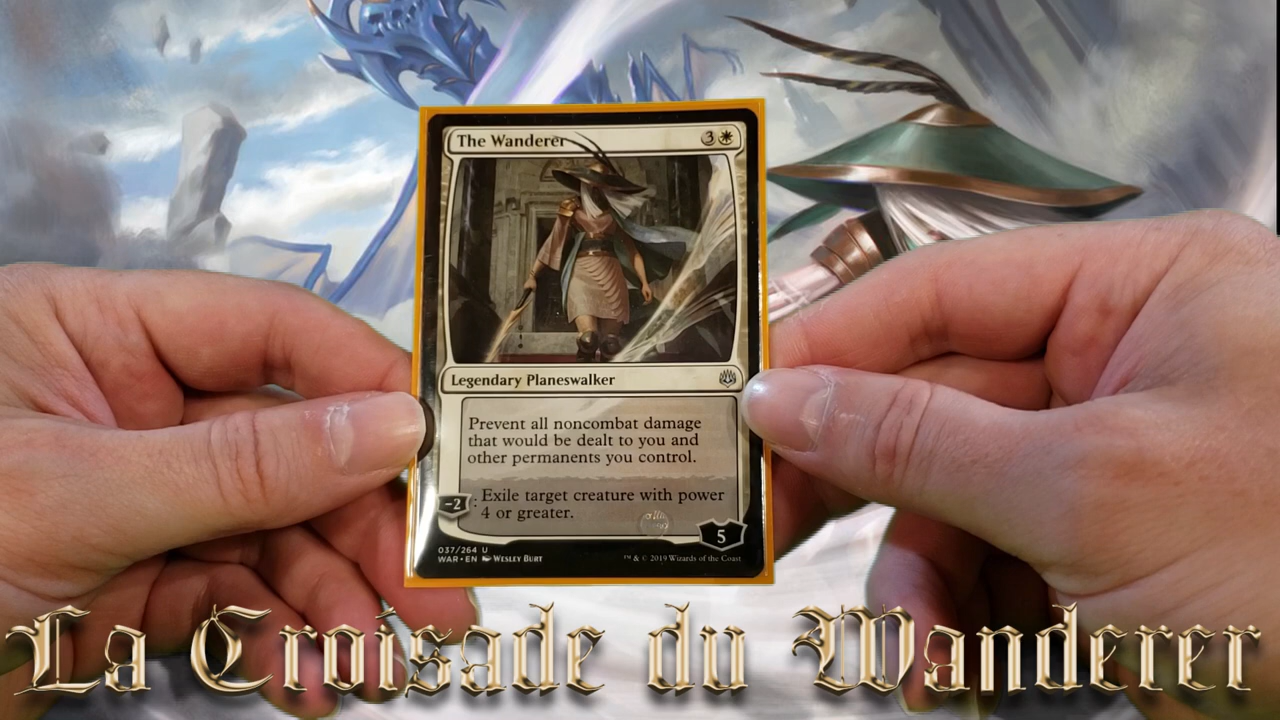 The Wanderer 3
Legendary Planeswalker
Prevent all noncombat damage
that would be dealt to you and
other permanents you control.
-2 : Exile target creature with power
4 or greater.
5
037/264 U
WAR • EN Wesley Burt
™ & © 2019 Wizards of the Coast
La Croisade du Wanderer